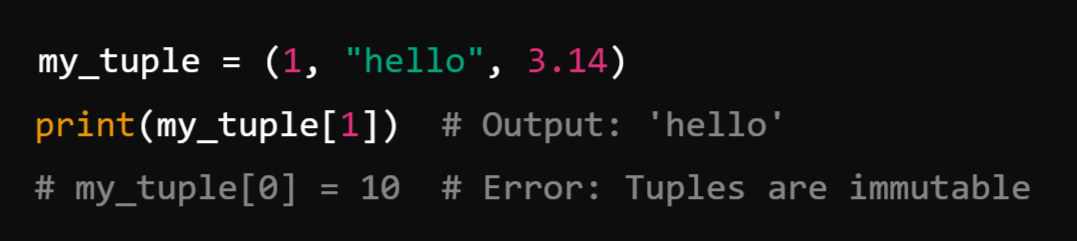 my_tuple = (1, "hello", 3.14)
print(my_tuple[1])  # Output: 'hello'
# my_tuple[0] = 10  # Error: Tuples are immutable